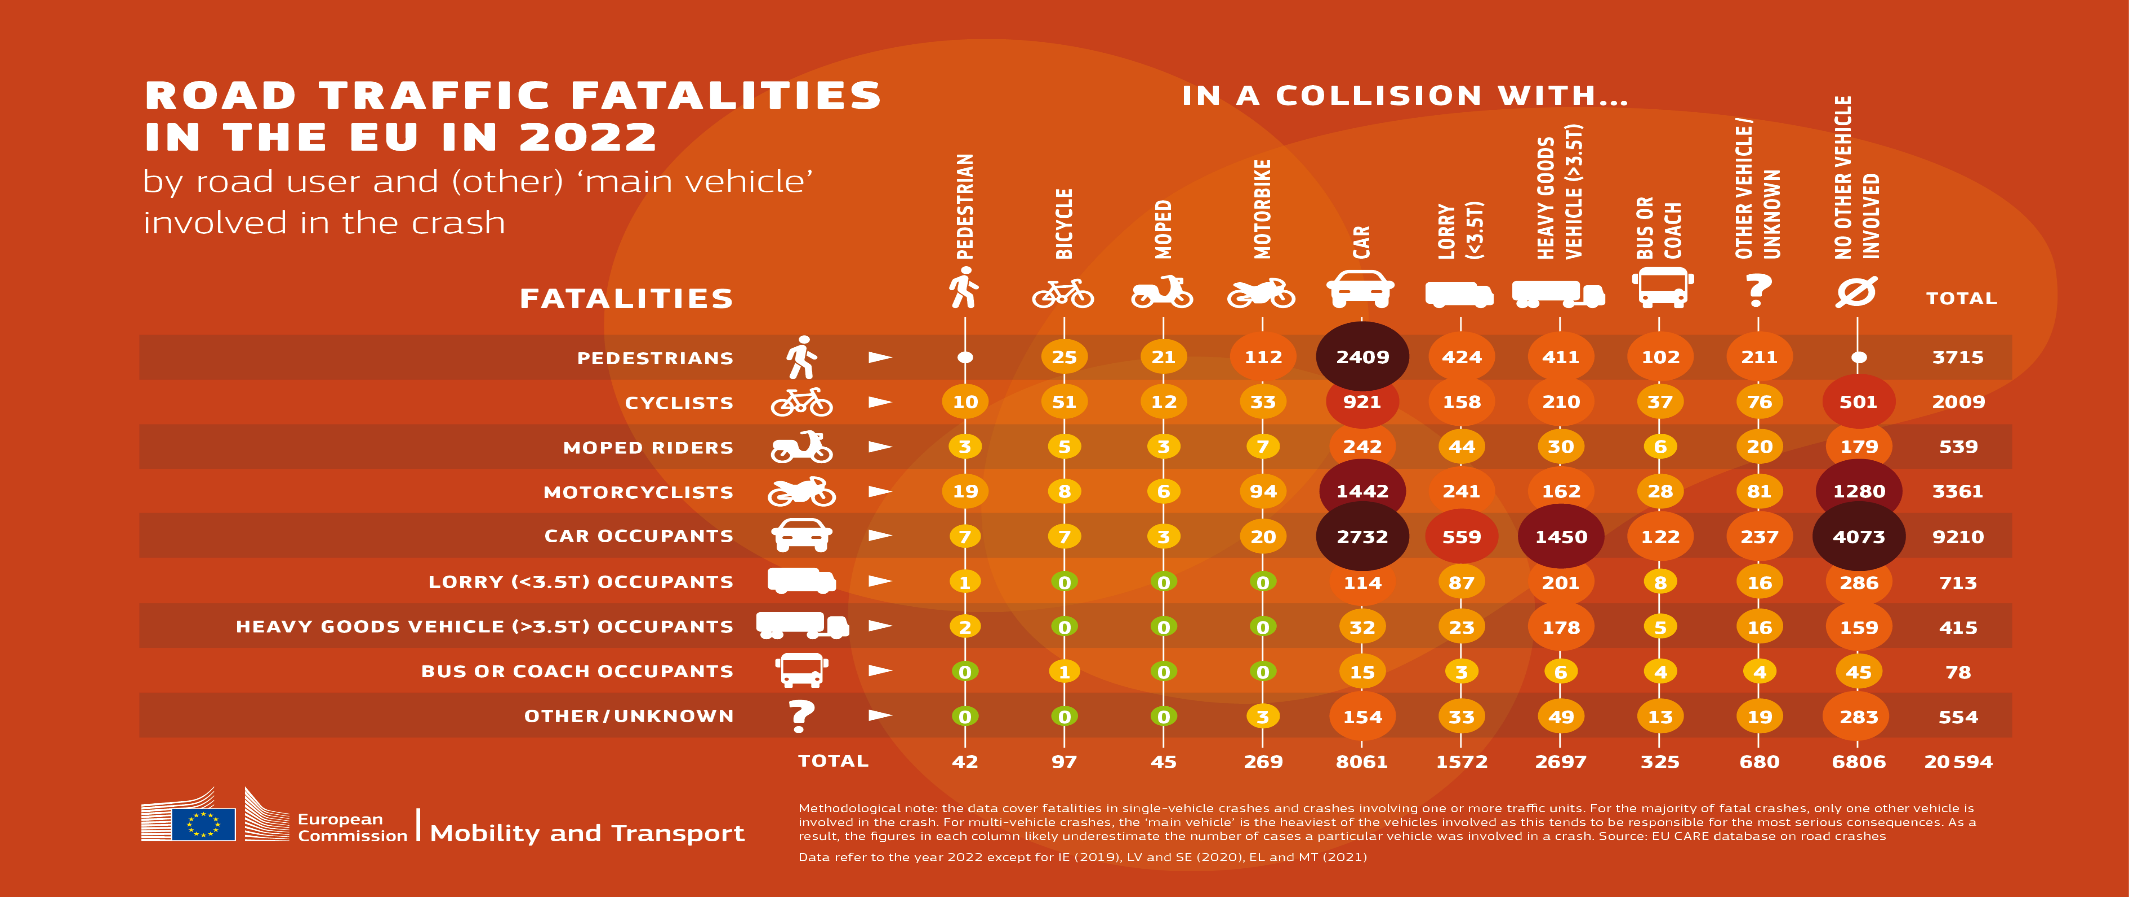 ROAD TRAFFIC FATALITIES
IN THE EU IN 2022
by road user and (other) ‘main vehicle’
involved in the crash
IN A COLLISION WITH...
PEDESTRIAN
BICYCLE
MOPED
MOTORBIKE
CAR
LORRY
(<3.5T)
HEAVY GOODS
VEHICLE (>3.5T)
BUS OR
COACH
OTHER VEHICLE/
UNKNOWN
NO OTHER VEHICLE
INVOLVED
FATALITIES ? Ø TOTAL
PEDESTRIANS 25 21 112 2409 424 411 102 211 3715
CYCLISTS 10 51 12 33 921 158 210 37 76 501 2009
MOPED RIDERS 3 5 3 7 242 44 30 6 20 179 539
MOTORCYCLISTS 19 8 6 94 1442 241 162 28 81 1280 3361
CAR OCCUPANTS 7 7 3 20 2732 559 1450 122 237 4073 9210
LORRY (<3.5T) OCCUPANTS 1 0 0 0 114 87 201 8 16 286 713
HEAVY GOODS VEHICLE (>3.5T) OCCUPANTS 2 0 0 0 32 23 178 5 16 159 415
BUS OR COACH OCCUPANTS 0 1 0 0 15 3 6 4 4 45 78
OTHER/UNKNOWN ? 0 0 0 3 154 33 49 13 19 283 554
TOTAL 42 97 45 269 8061 1572 2697 325 680 6806 20 594
European
Commission
Mobility and Transport
Methodological note: the data cover fatalities in single-vehicle crashes and crashes involving one or more traffic units. For the majority of fatal crashes, only one other vehicle is
involved in the crash. For multi-vehicle crashes, the ‘main vehicle’ is the heaviest of the vehicles involved as this tends to be responsible for the most serious consequences. As a
result, the figures in each column likely underestimate the number of cases a particular vehicle was involved in a crash. Source: EU CARE database on road crashes
Data refer to the year 2022 except for IE (2019), LV and SE (2020), EL and MT (2021)